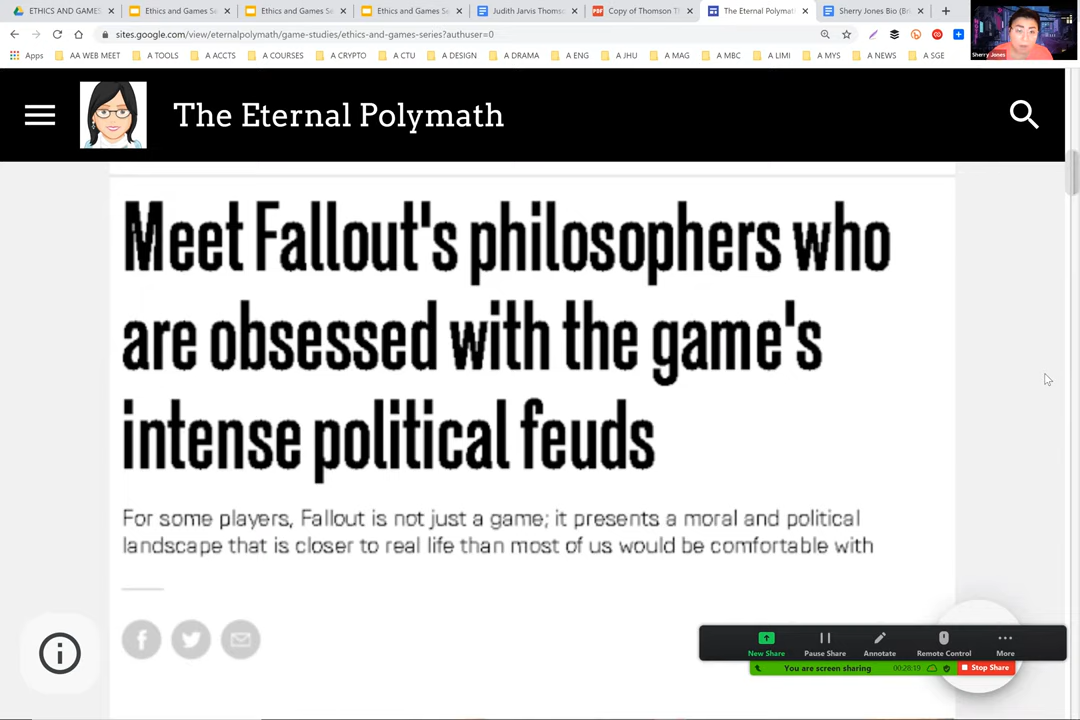 ETHICS AND GAMES
Ethics and Games Se
Ethics and Games Se
Ethics and Games Se
Judith Jarvis Thoms
Copy of Thomson Th
The Eternal Polymath
Sherry Jones Bio (Br
sites.google.com/view/eternalpolymath/game-studies/ethics-and-games-series?authuser=0
Apps
AA WEB MEET
A TOOLS
A ACCTS
A COURSES
A CRYPTO
A CTU
A DESIGN
A DRAMA
A ENG
A JHU
A MAG
A MBC
A LIMI
A MYS
A NEWS
A SGE
Sherry Jones
The Eternal Polymath
Meet Fallout's philosophers who
are obsessed with the game's
intense political feuds
For some players, Fallout is not just a game; it presents a moral and political
landscape that is closer to real life than most of us would be comfortable with
New Share
Pause Share
Annotate
Remote Control
More
You are screen sharing
00:28:19
Stop Share